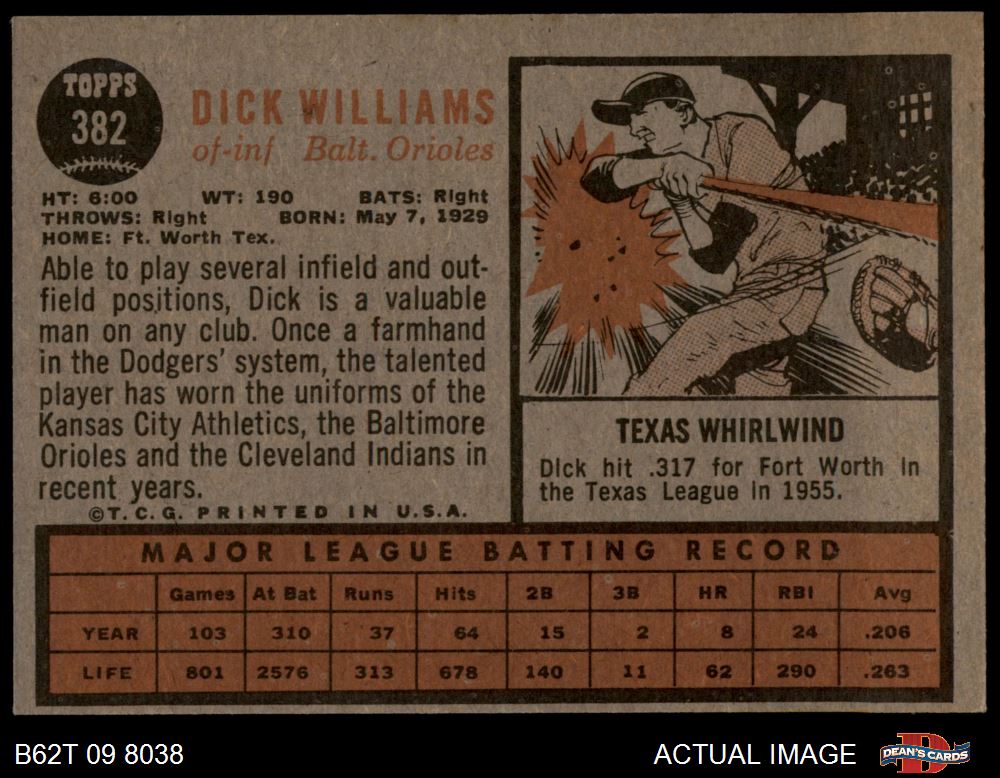 TOPPS
382
DICK WILLIAMS
of-inf Balt. Orioles
HT: 6:00 WT: 190 BATS: Right
THROWS: Right BORN: May 7, 1929
HOME: Ft. Worth Tex.
Able to play several infield and out-
field positions, Dick is a valuable
man on any club. Once a farmhand
in the Dodgers' system, the talented
player has worn the uniforms of the
Kansas City Athletics, the Baltimore
Orioles and the Cleveland Indians in
recent years.
©T.C.G. PRINTED IN U.S.A.
TEXAS WHIRLWIND
Dick hit .317 for Fort Worth in
the Texas League in 1955.
MAJOR LEAGUE BATTING RECORD
Games At Bat Runs Hits 2B 3B HR RBI Avg
YEAR 103 310 37 64 15 2 8 24 .206
LIFE 801 2576 313 678 140 11 62 290 .263
B62T 09 8038 ACTUAL IMAGE DEAN'S CARDS